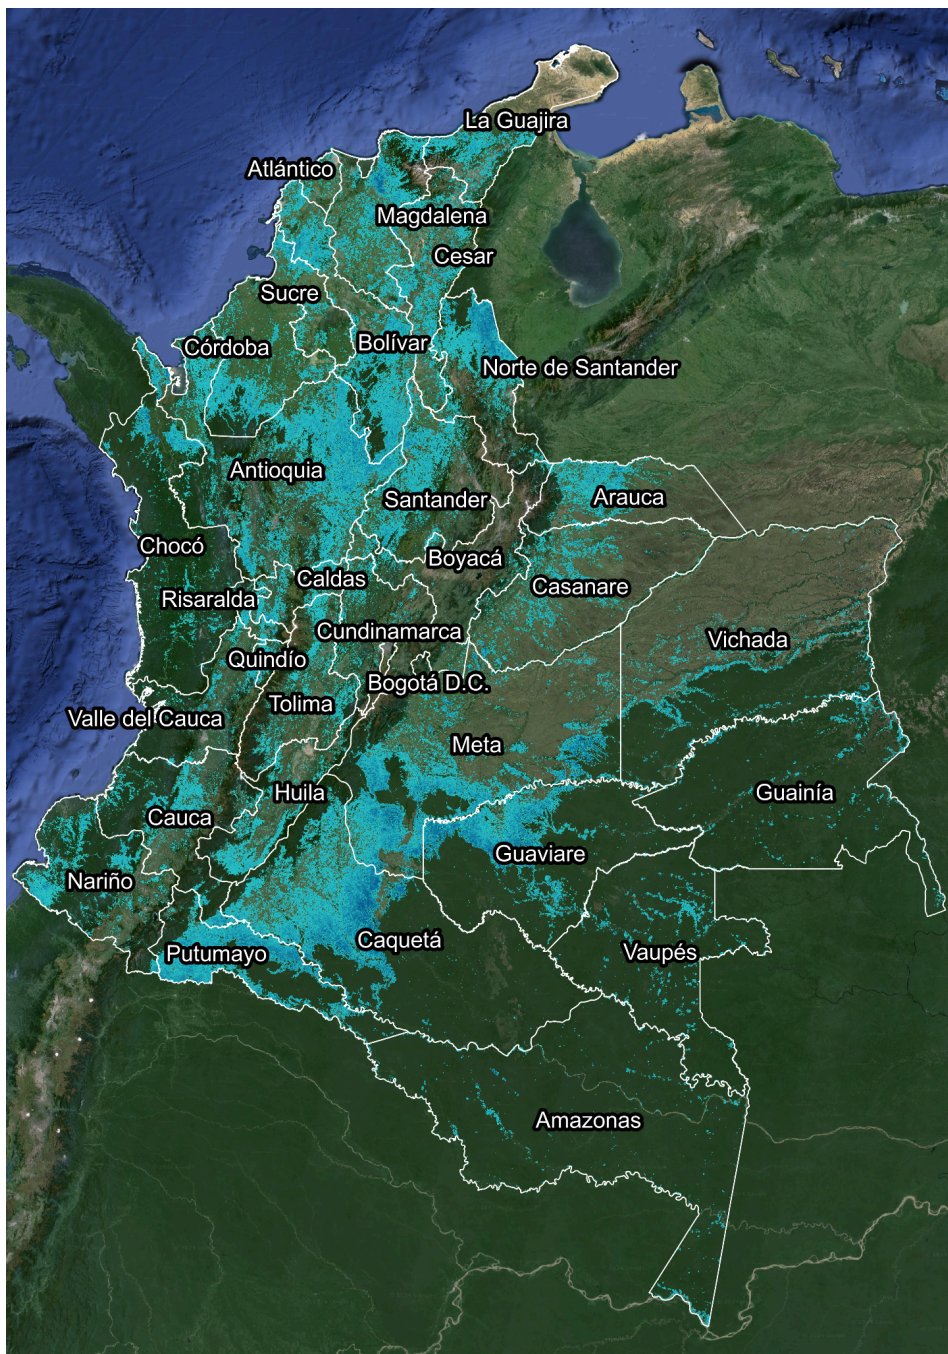 La Guajira
Atlántico
Magdalena
Cesar
Sucre
Bolívar
Córdoba
Norte de Santander
Antioquia
Santander
Arauca
Chocó
Boyacá
Caldas
Casanare
Risaralda
Cundinamarca
Vichada
Quindío
Bogotá D.C.
Tolima
Valle del Cauca
Meta
Huila
Guainía
Cauca
Guaviare
Nariño
Caquetá
Putumayo
Vaupés
Amazonas